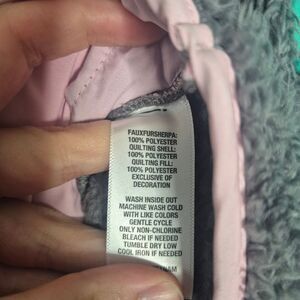 FAUXFURSHERPA:
100% POLYESTER
QUILTING SHELL:
100% POLYESTER
QUILTING FILL:
100% POLYESTER
EXCLUSIVE OF
DECORATION
WASH INSIDE OUT
MACHINE WASH COLD
WITH LIKE COLORS
GENTLE CYCLE
ONLY NON-CHLORINE
BLEACH IF NEEDED
TUMBLE DRY LOW
COOL IRON IF NEEDED